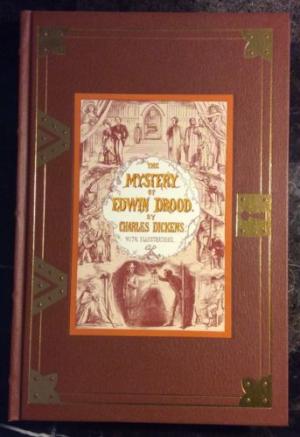 THE
MYSTERY
OF
EDWIN DROOD.
BY
CHARLES DICKENS.
WITH ILLUSTRATIONS.